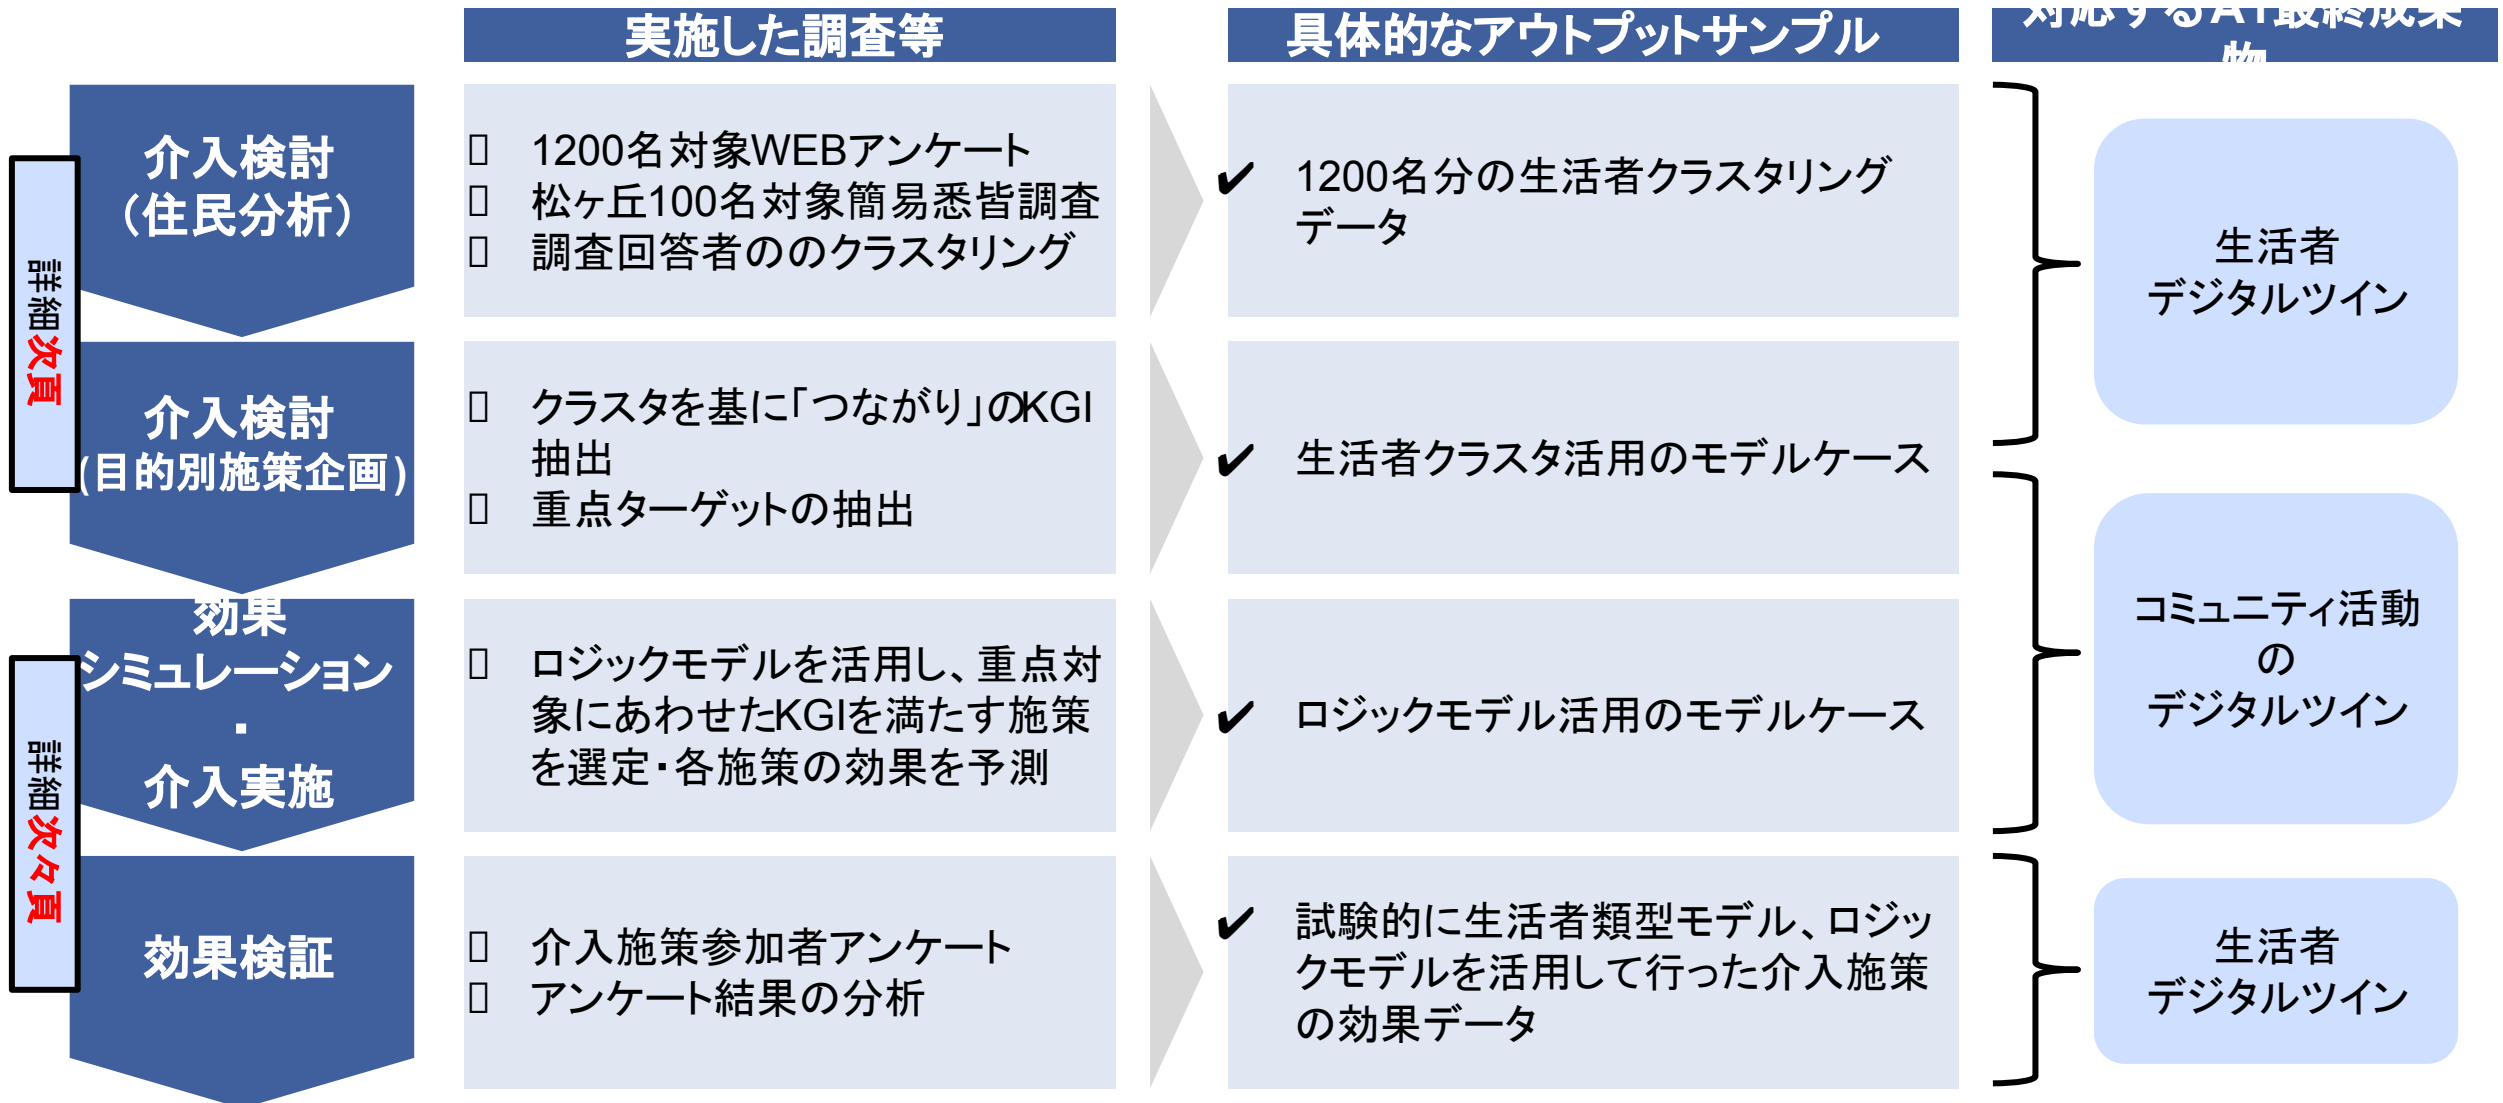 実施した調査等
具体的なアウトプットサンプル
対応するAI最終成果
物
詳細次頁
介入検討
（住民分析）
1200名対象WEBアンケート
松ヶ丘100名対象簡易悉皆調査
調査回答者ののクラスタリング
✔ 1200名分の生活者クラスタリング
データ
生活者
デジタルツイン
介入検討
(目的別施策企画)
クラスタを基に「つながり」のKGI
抽出
重点ターゲットの抽出
✔ 生活者クラスタ活用のモデルケース
コミュニティ活動
の
デジタルツイン
詳細次々頁
効果
シミュレーション
・
介入実施
ロジックモデルを活用し、重点対
象にあわせたKGIを満たす施策
を選定・各施策の効果を予測
✔ ロジックモデル活用のモデルケース
効果検証
介入施策参加者アンケート
アンケート結果の分析
✔ 試験的に生活者類型モデル、ロジッ
クモデルを活用して行った介入施策
の効果データ
生活者
デジタルツイン